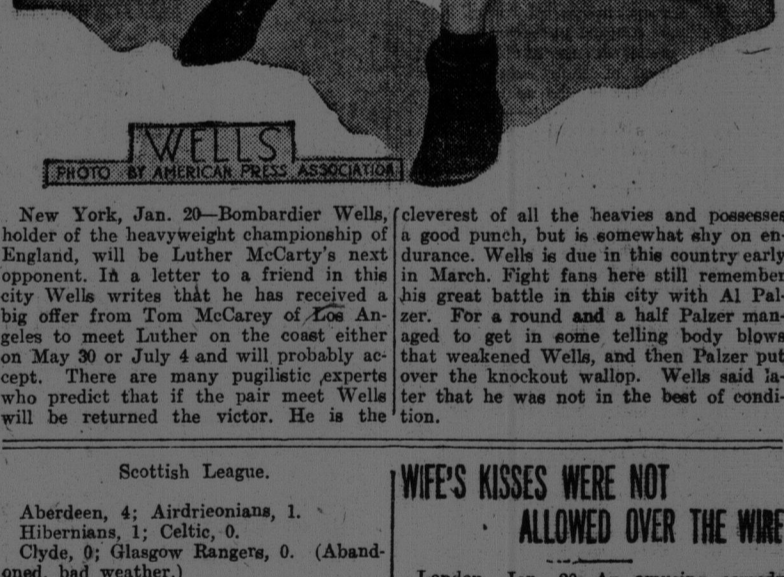 WELLS
PHOTO BY AMERICAN PRESS ASSOCIATION
New York, Jan. 20—Bombardier Wells,
holder of the heavyweight championship of
England, will be Luther McCarty's next
opponent. In a letter to a friend in this
city Wells writes that he has received a
big offer from Tom McCarey of Los An-
geles to meet Luther on the coast either
on May 30 or July 4 and will probably ac-
cept. There are many pugilistic experts
who predict that if the pair meet Wells
will be returned the victor. He is the
cleverest of all the heavies and possesses
a good punch, but is somewhat shy on en-
durance. Wells is due in this country early
in March. Fight fans here still remember
his great battle in this city with Al Pal-
zer. For a round and a half Palzer man-
aged to get in some telling body blows
that weakened Wells, and then Palzer put
over the knockout wallop. Wells said la-
ter that he was not in the best of condi-
tion.
Scottish League.
Aberdeen, 4; Airdrieonians, 1.
Hibernians, 1; Celtic, 0.
Clyde, 0; Glasgow Rangers, 0. (Aband-
oned, bad weather.)
WIFE'S KISSES WERE NOT
ALLOWED OVER THE WIRE